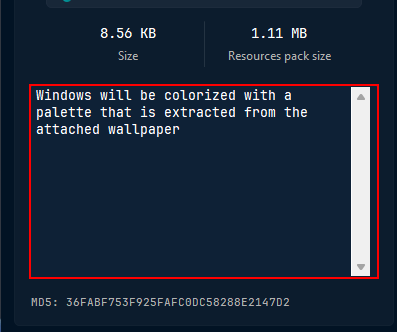 8.56 KB
1.11 MB
Size
Resources pack size
Windows will be colorized with a
palette that is extracted from the
attached wallpaper
MD5: 36FABF753F925FAFC0DC58288E2147D2